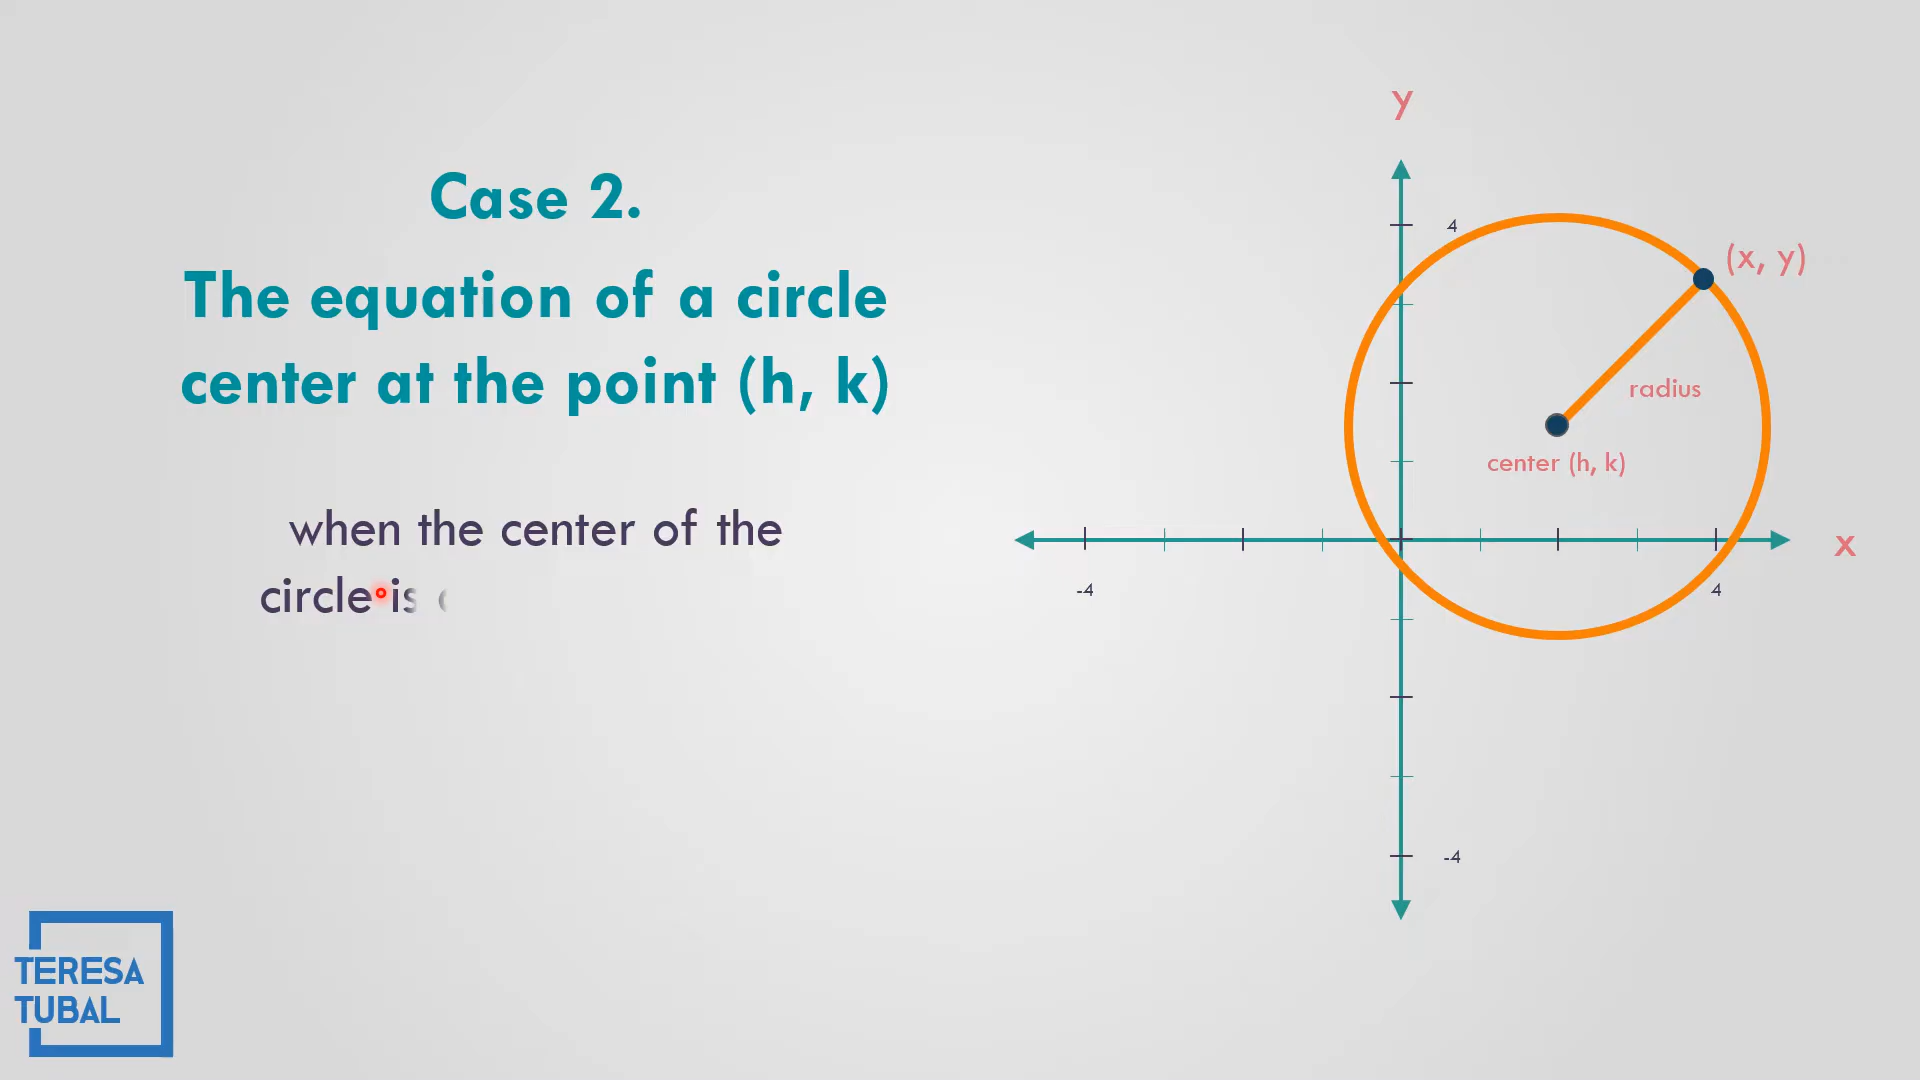 Case 2.
The equation of a circle
center at the point (h, k)
when the center of the
circle is
y
4
(x, y)
radius
center (h, k)
x
-4
4
-4
TERESA
TUBAL